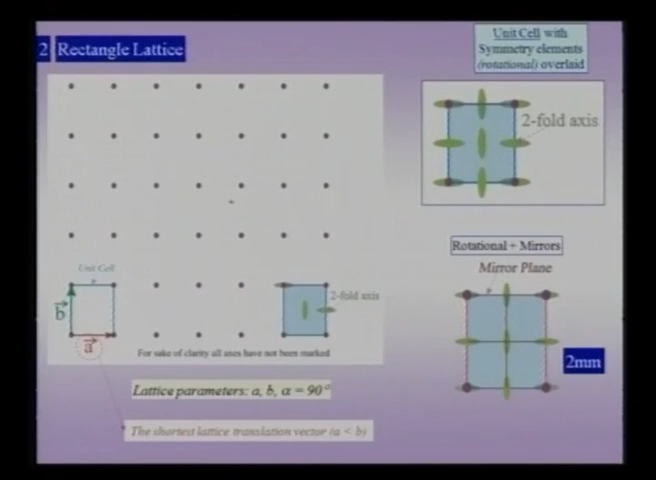 2 Rectangle Lattice
Unit Cell with
Symmetry elements
(rotational) overlaid
2-fold axis
Rotational + Mirrors
Mirror Plane
Unit Cell
b
a
2-fold axis
For sake of clarity all axes have not been marked
2mm
Lattice parameters: a, b, α = 90°
The shortest lattice translation vector (a < b)